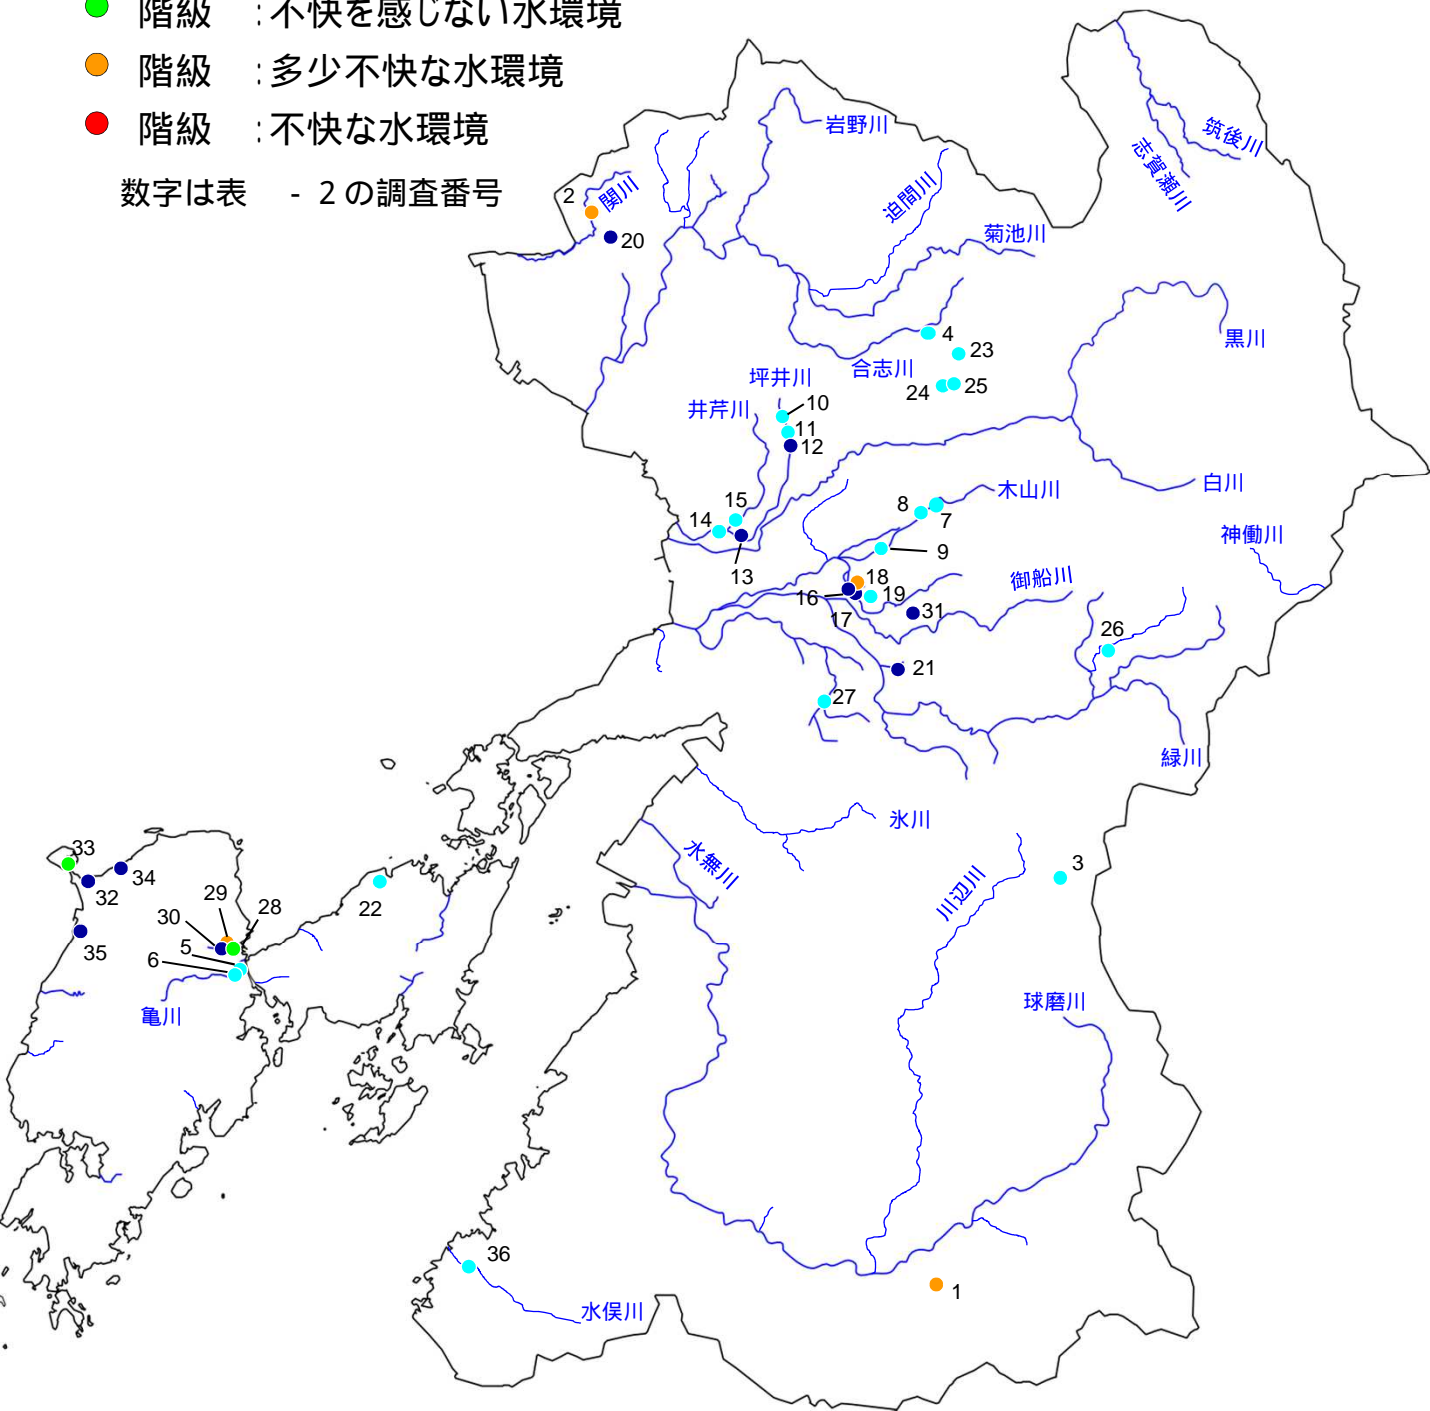 階級　:不快を感じない水環境
階級　:多少不快な水環境
階級　:不快な水環境
数字は表　- 2の調査番号
岩野川
筑後川
志賀瀬川
2
関川
迫間川
20
菊池川
4
黒川
23
合志川
坪井川
24
25
井芹川
10
11
12
白川
木山川
15
8
14
7
神働川
9
13
18
御船川
16
19
31
17
26
21
27
緑川
氷川
33
水無川
3
34
32
川辺川
29
28
22
30
35
5
6
球磨川
亀川
36
1
水俣川